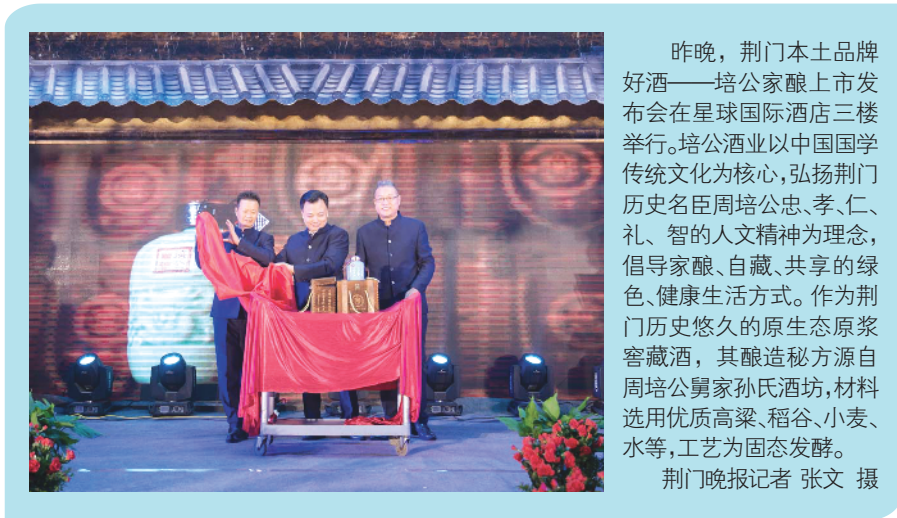 昨晚，荆门本土品牌
好酒——培公家酿上市发
布会在星球国际酒店三楼
举行。培公酒业以中国国学
传统文化为核心,弘扬荆门
历史名臣周培公忠、孝、仁、
礼、智的人文精神为理念，
倡导家酿、自藏、共享的绿
色、健康生活方式。作为荆
门历史悠久的原生态原浆
窖藏酒，其酿造秘方源自
周培公舅家孙氏酒坊,材料
选用优质高粱、稻谷、小麦、
水等,工艺为固态发酵。
荆门晚报记者 张文 摄